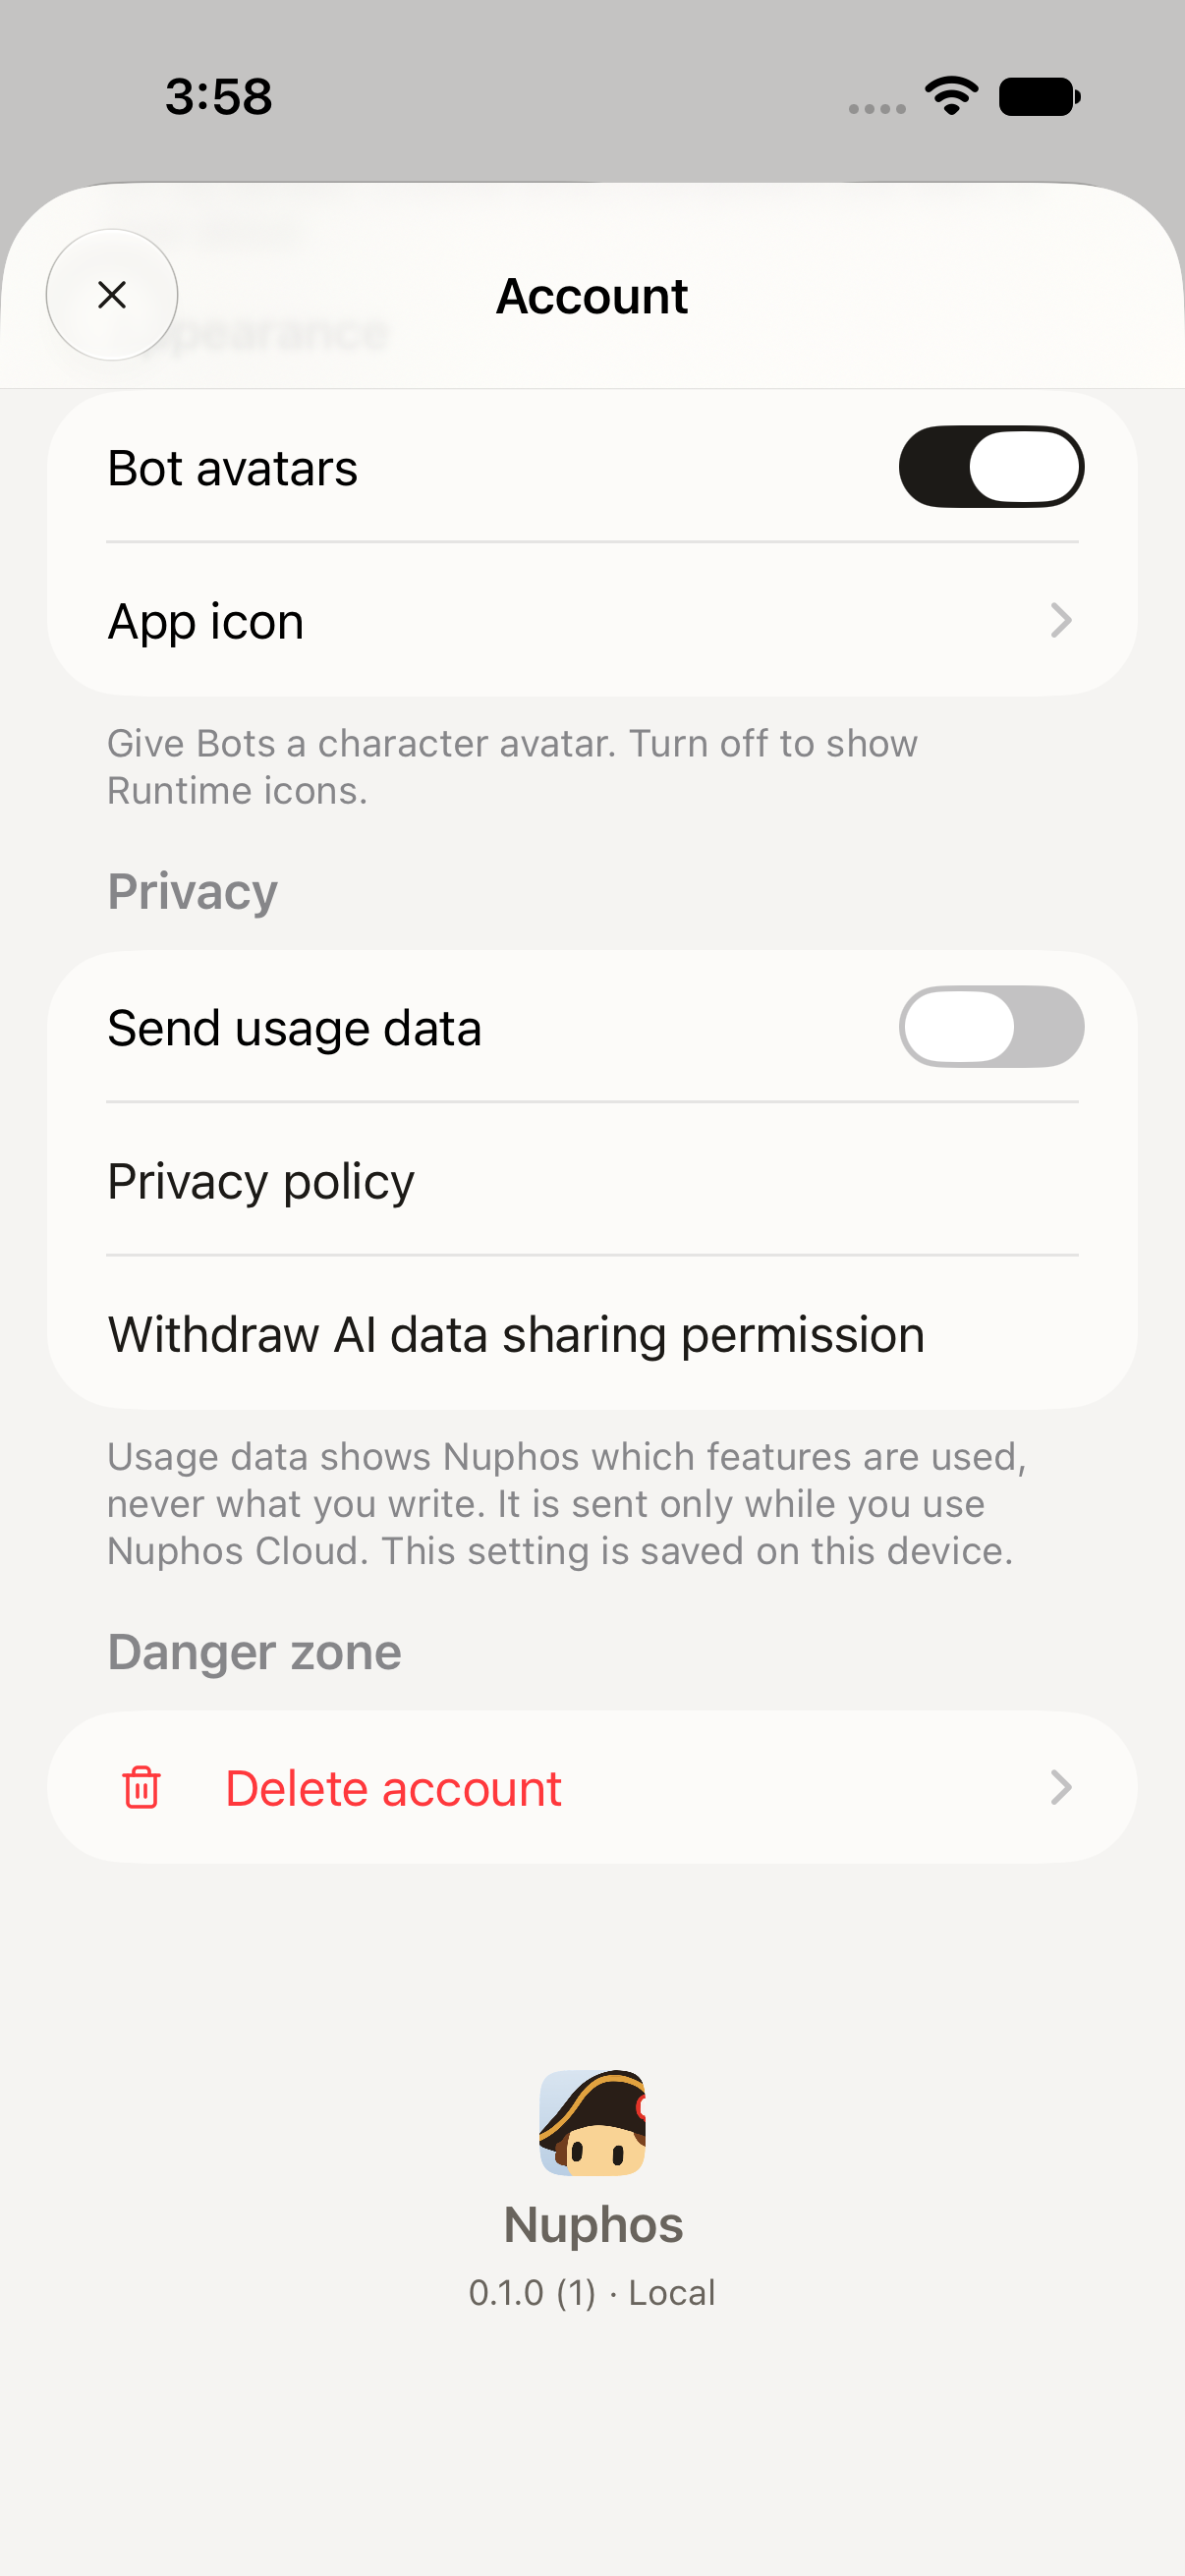 3:58
Account
Bot avatars
App icon
Give Bots a character avatar. Turn off to show
Runtime icons.
Privacy
Send usage data
Privacy policy
Withdraw AI data sharing permission
Usage data shows Nuphos which features are used,
never what you write. It is sent only while you use
Nuphos Cloud. This setting is saved on this device.
Danger zone
Delete account
Nuphos
0.1.0 (1) · Local